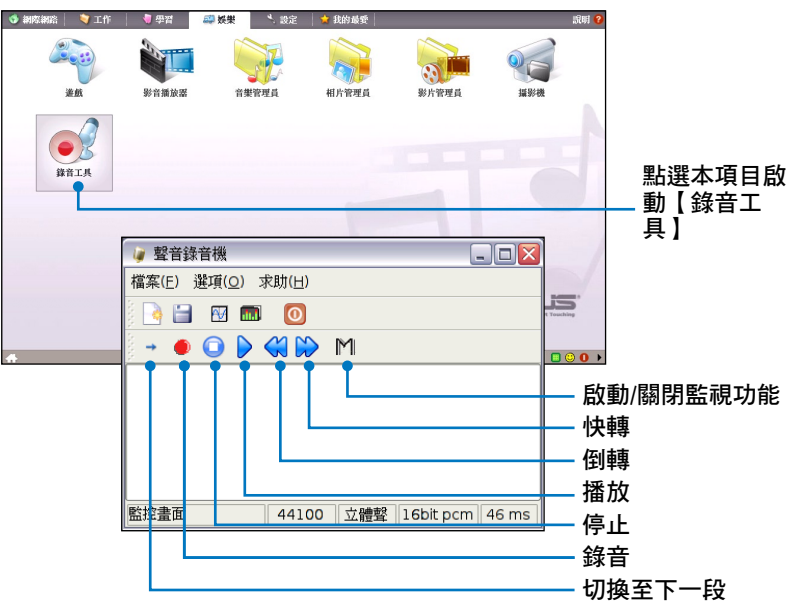 網際網路 工作 學習 娛樂 設定 我的最愛 說明
遊戲 影音播放器 音樂管理員 相片管理員 影片管理員 攝影機
錄音工具
點選本項目啟
動【錄音工
具】
聲音錄音機
檔案(F) 選項(O) 求助(H)
啟動/關閉監視功能
快轉
倒轉
播放
監控畫面 44100 立體聲 16bit pcm 46 ms
停止
錄音
切換至下一段